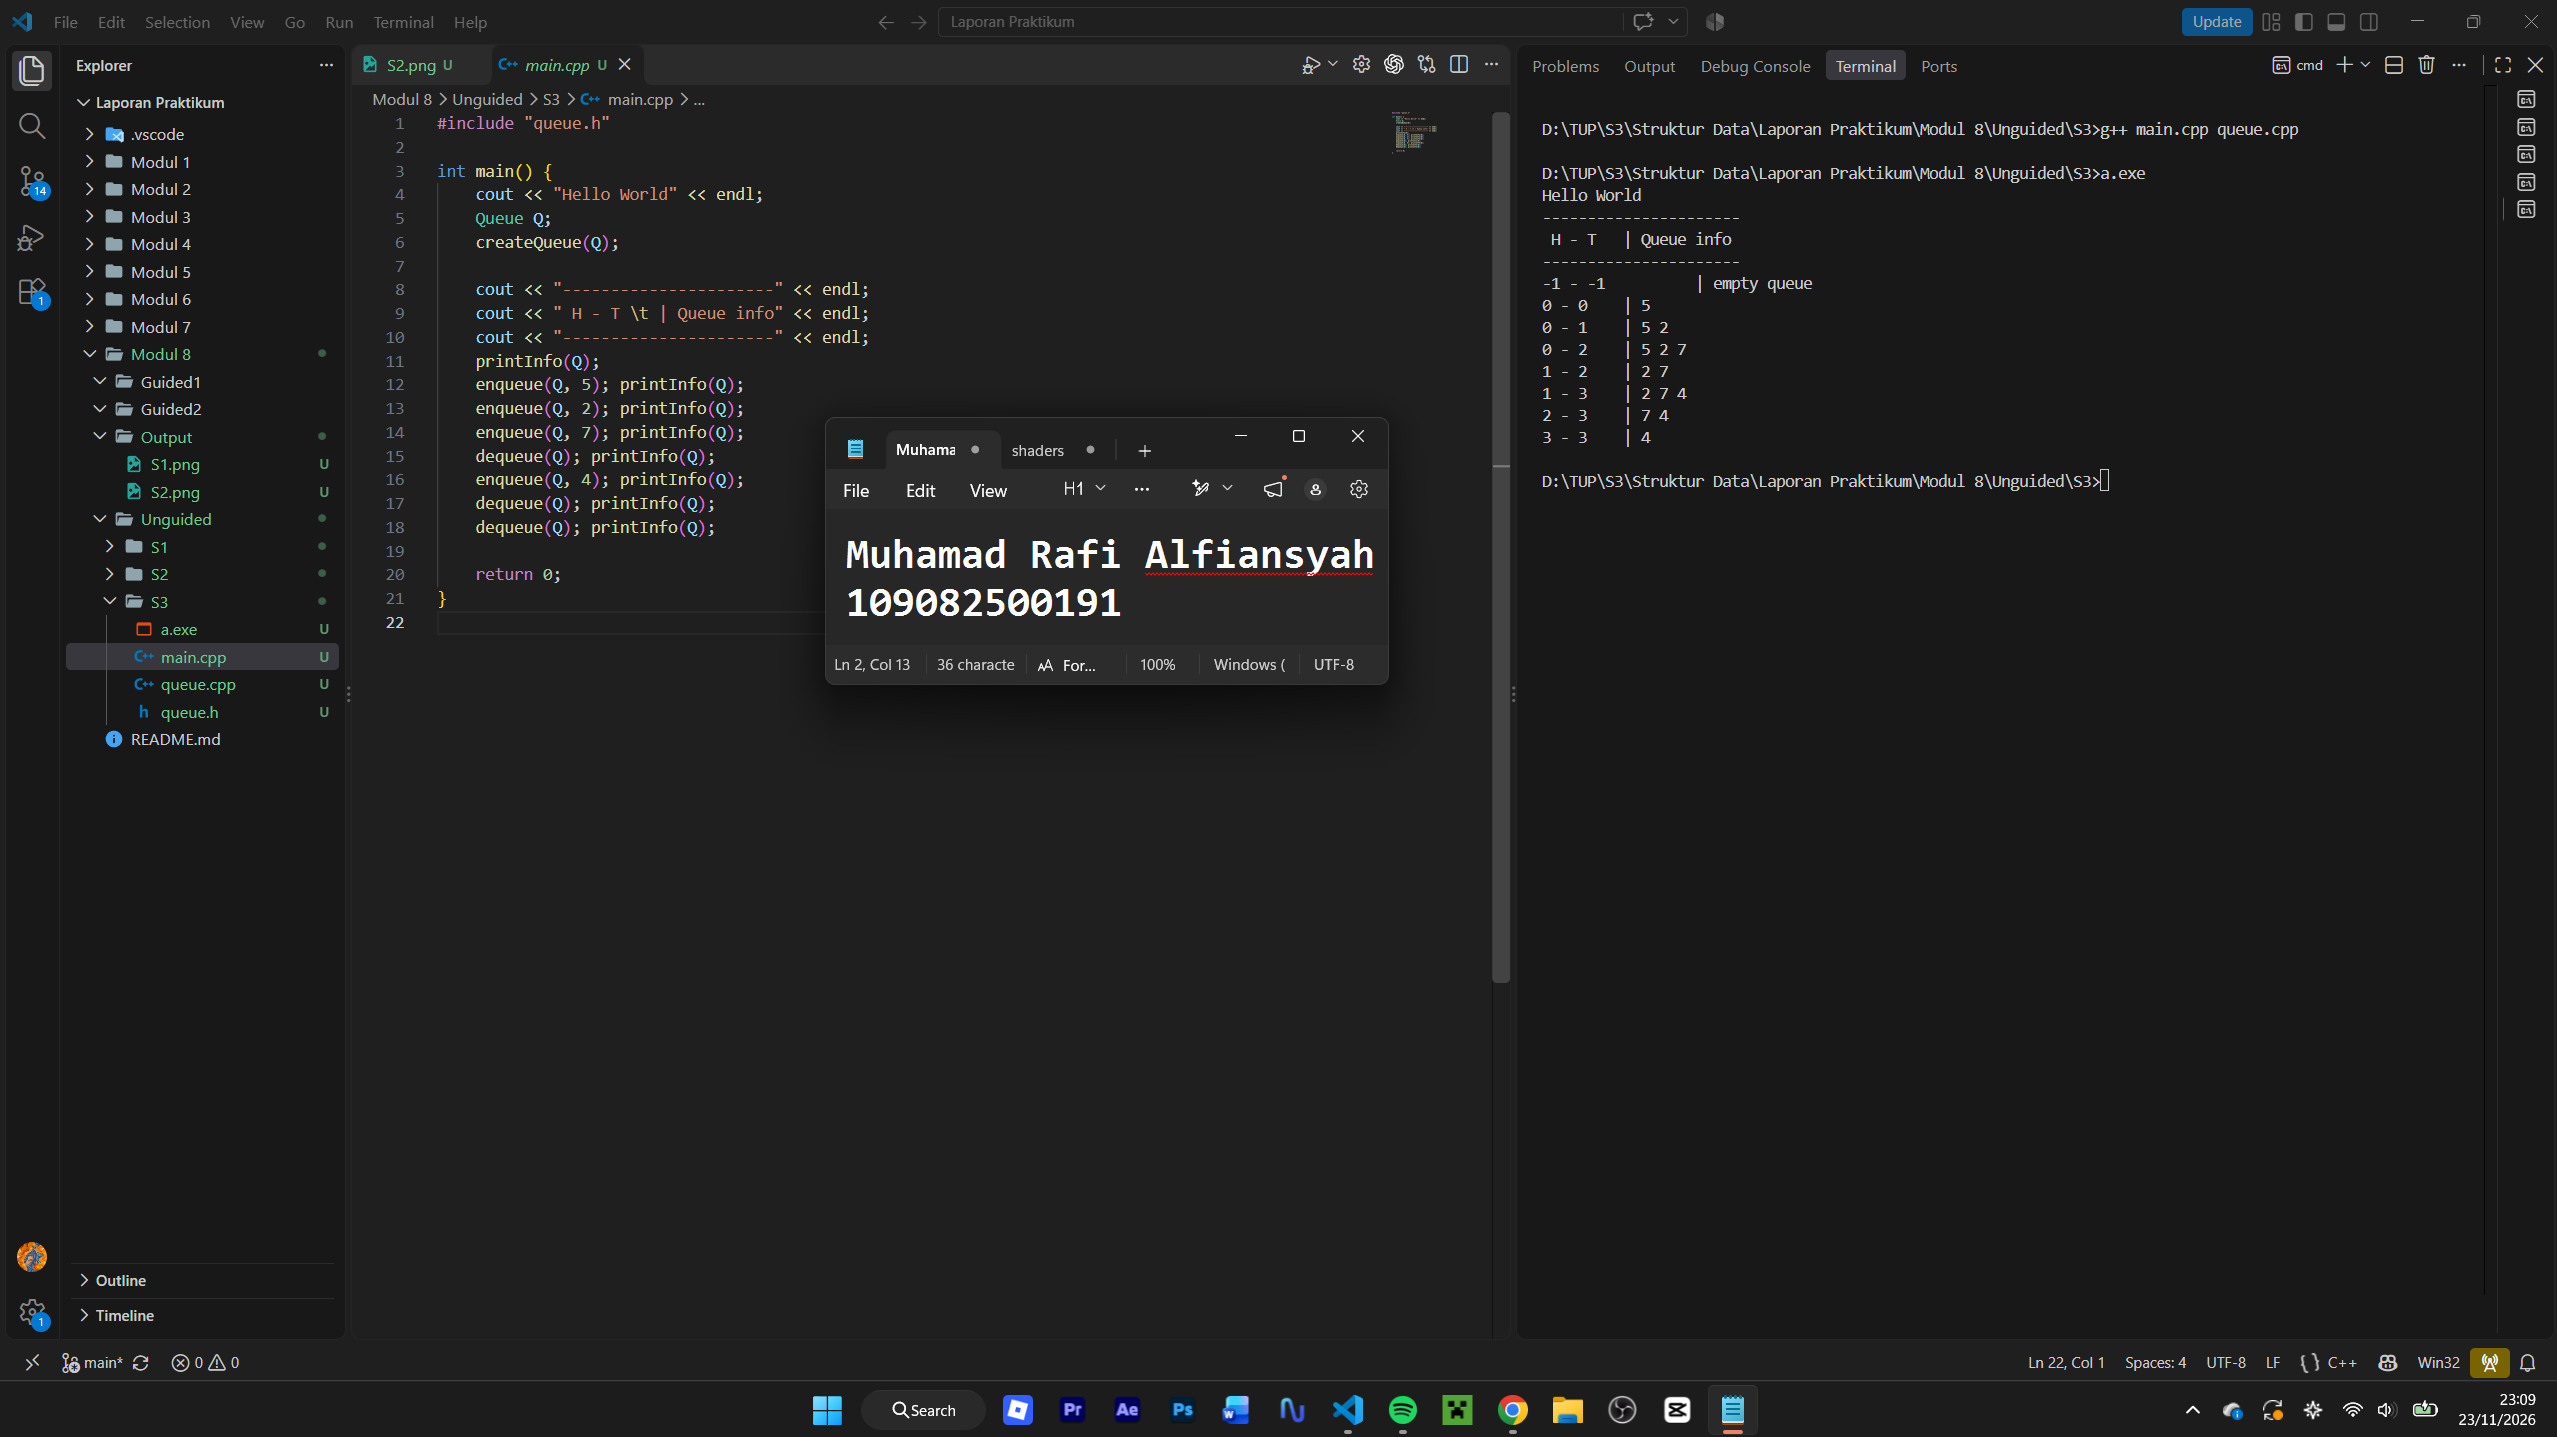 File Edit Selection View Go Run Terminal Help
Laporan Praktikum
Update
Explorer
Laporan Praktikum
.vscode
Modul 1
Modul 2
Modul 3
Modul 4
Modul 5
Modul 6
Modul 7
Modul 8
Guided1
Guided2
Output
S1.png U
S2.png U
Unguided
S1
S2
S3
a.exe U
main.cpp U
queue.cpp U
queue.h U
README.md
Outline
Timeline
14
1
1
S2.png U
main.cpp U
Modul 8 > Unguided > S3 > main.cpp > ...
1 #include "queue.h"
2
3 int main() {
4 cout << "Hello World" << endl;
5 Queue Q;
6 createQueue(Q);
7
8 cout << "----------------------" << endl;
9 cout << " H - T \t | Queue info" << endl;
10 cout << "----------------------" << endl;
11 printInfo(Q);
12 enqueue(Q, 5); printInfo(Q);
13 enqueue(Q, 2); printInfo(Q);
14 enqueue(Q, 7); printInfo(Q);
15 dequeue(Q); printInfo(Q);
16 enqueue(Q, 4); printInfo(Q);
17 dequeue(Q); printInfo(Q);
18 dequeue(Q); printInfo(Q);
19
20 return 0;
21 }
22
Muhama shaders
File Edit View H1
Muhamad Rafi Alfiansyah
109082500191
Ln 2, Col 13 36 characte For... 100% Windows ( UTF-8
Problems Output Debug Console Terminal Ports
cmd
D:\TUP\S3\Struktur Data\Laporan Praktikum\Modul 8\Unguided\S3>g++ main.cpp queue.cpp
D:\TUP\S3\Struktur Data\Laporan Praktikum\Modul 8\Unguided\S3>a.exe
Hello World
----------------------
H - T | Queue info
----------------------
-1 - -1 | empty queue
0 - 0 | 5
0 - 1 | 5 2
0 - 2 | 5 2 7
1 - 2 | 2 7
1 - 3 | 2 7 4
2 - 3 | 7 4
3 - 3 | 4
D:\TUP\S3\Struktur Data\Laporan Praktikum\Modul 8\Unguided\S3>
main* 0 0
Ln 22, Col 1 Spaces: 4 UTF-8 LF { } C++ Win32
Search
Pr
Ae
Ps
23:09
23/11/2026